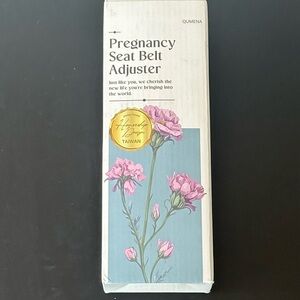 QUMENA
Pregnancy
Seat Belt
Adjuster
Just like you, we cherish the
new life you're bringing into
the world.
TAIWAN